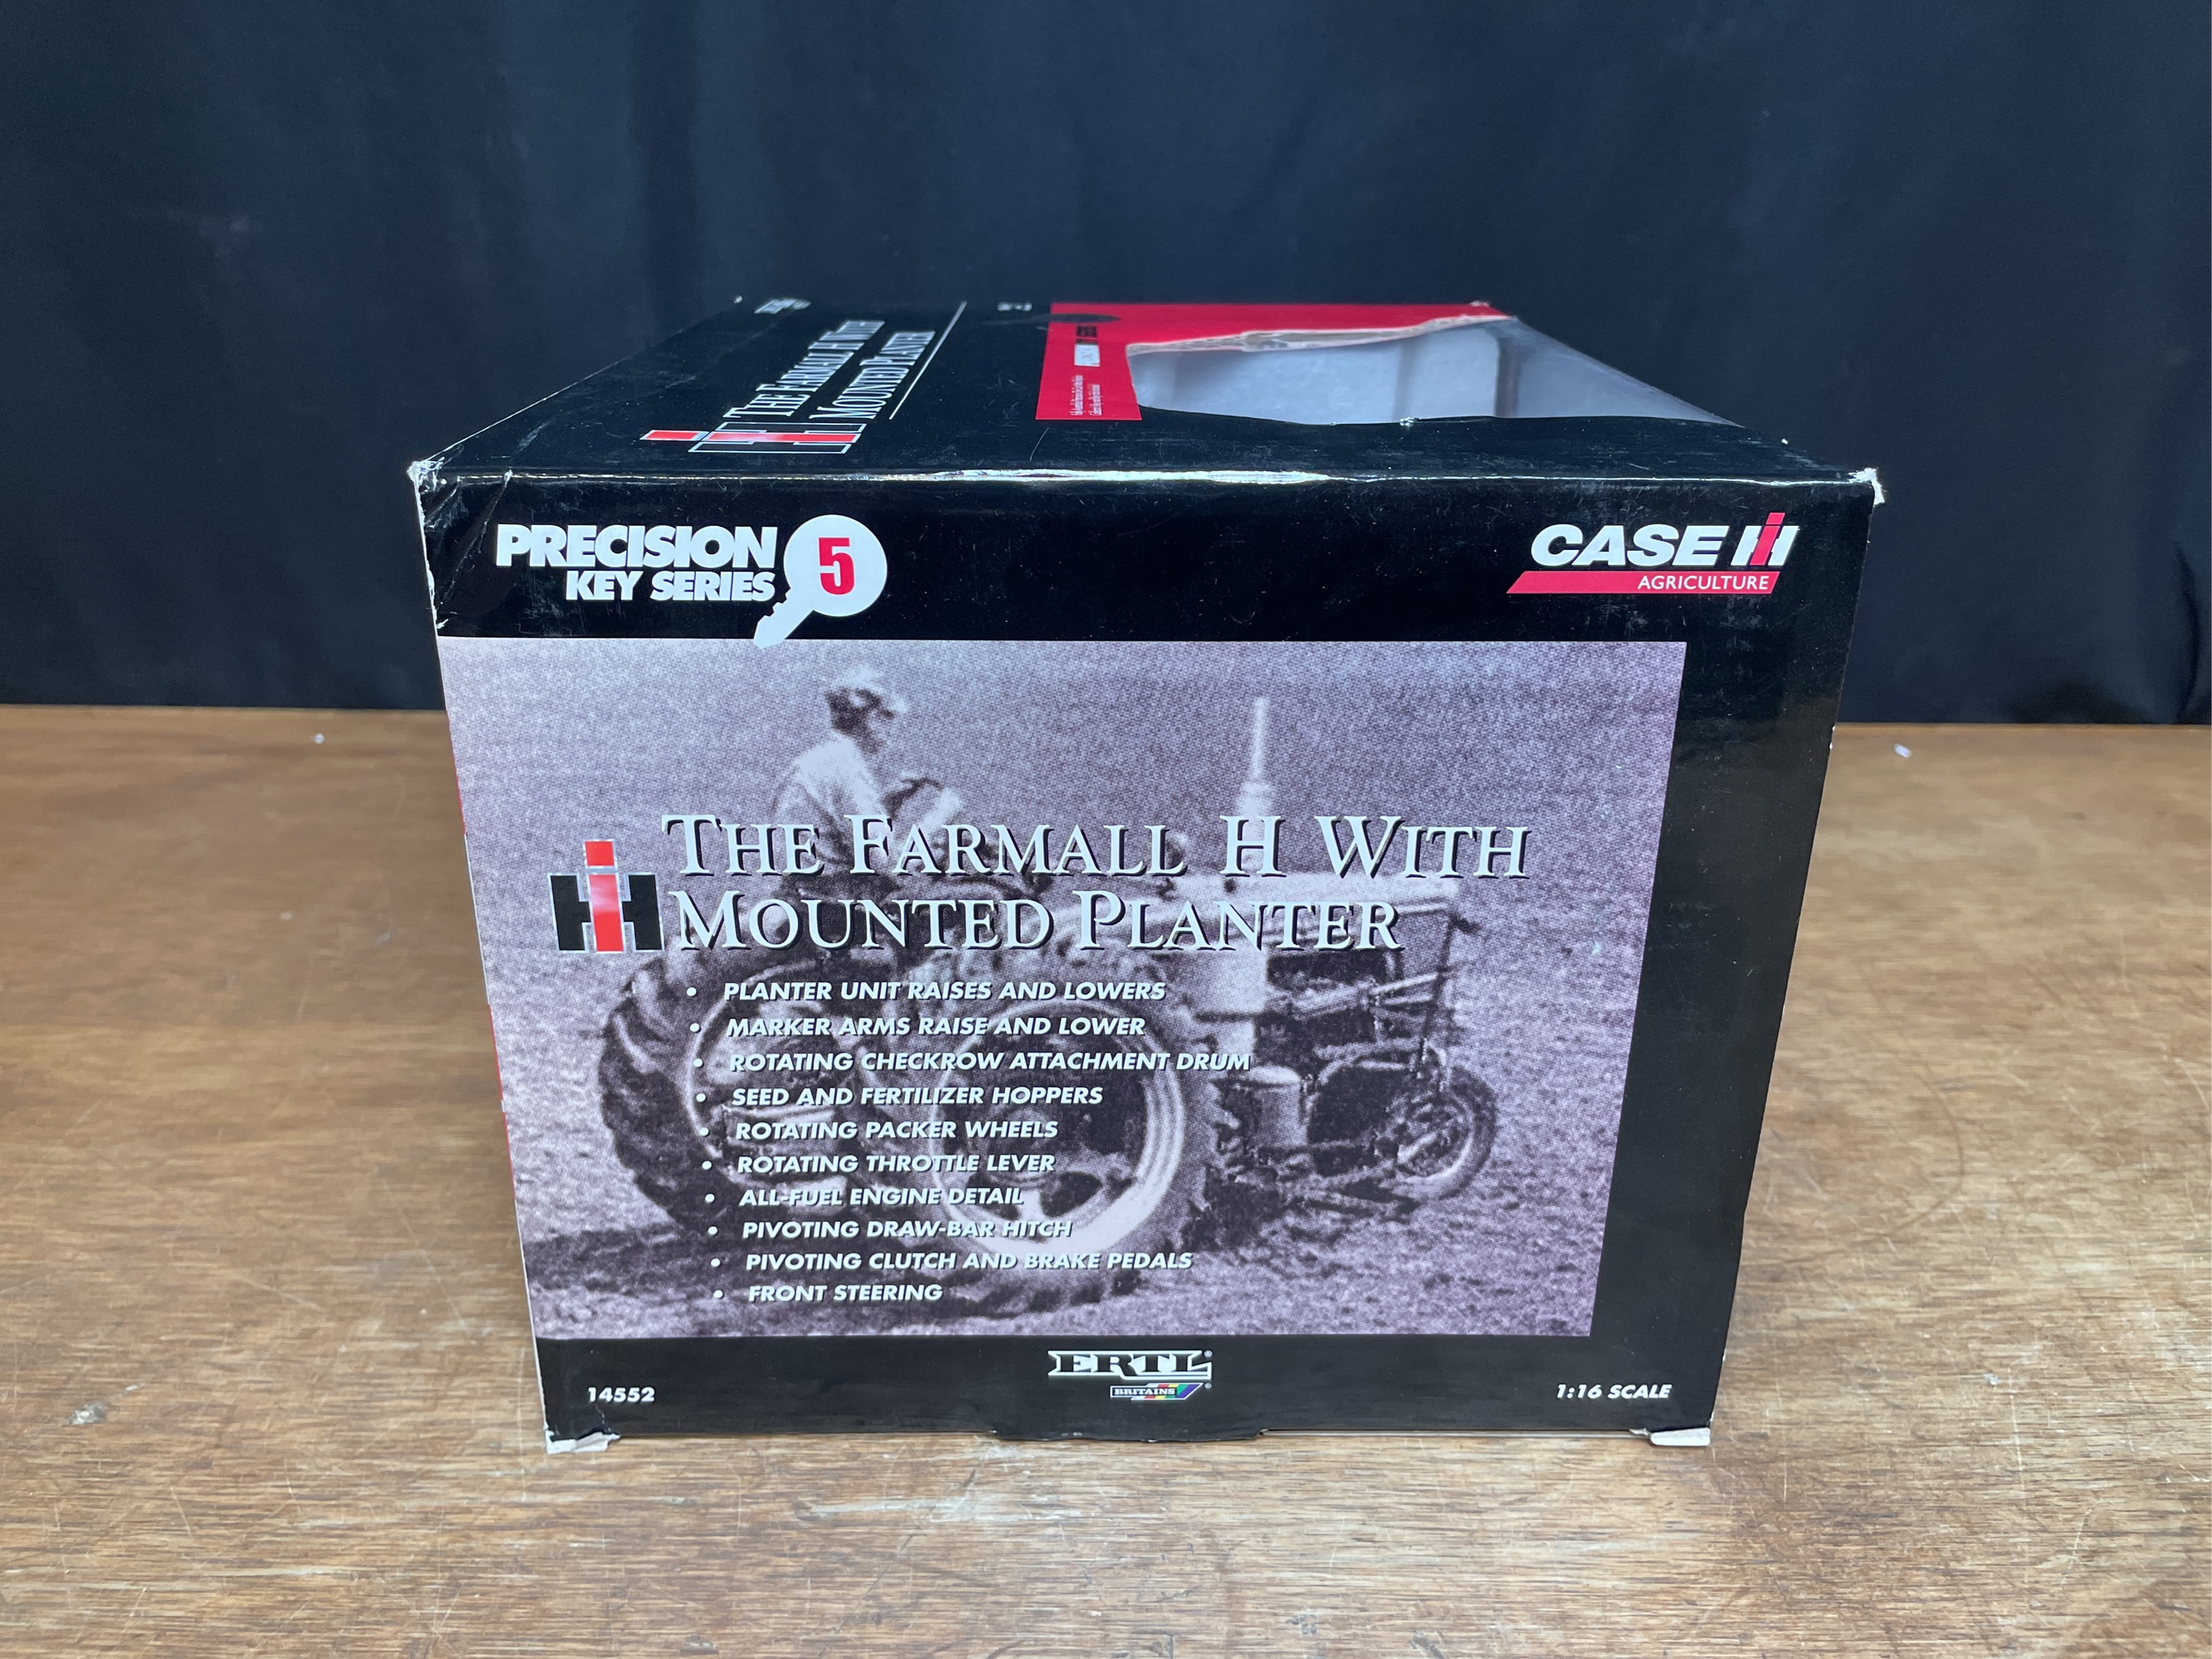 THE FARMALL H WITH
MOUNTED PLANTER
IH
PRECISION
KEY SERIES
5
CASE IH
AGRICULTURE
THE FARMALL H WITH
IH
MOUNTED PLANTER
• PLANTER UNIT RAISES AND LOWERS
• MARKER ARMS RAISE AND LOWER
• ROTATING CHECKROW ATTACHMENT DRUM
• SEED AND FERTILIZER HOPPERS
• ROTATING PACKER WHEELS
• ROTATING THROTTLE LEVER
• ALL-FUEL ENGINE DETAIL
• PIVOTING DRAW-BAR HITCH
• PIVOTING CLUTCH AND BRAKE PEDALS
• FRONT STEERING
ERTL®
BRITAINS®
14552
1:16 SCALE